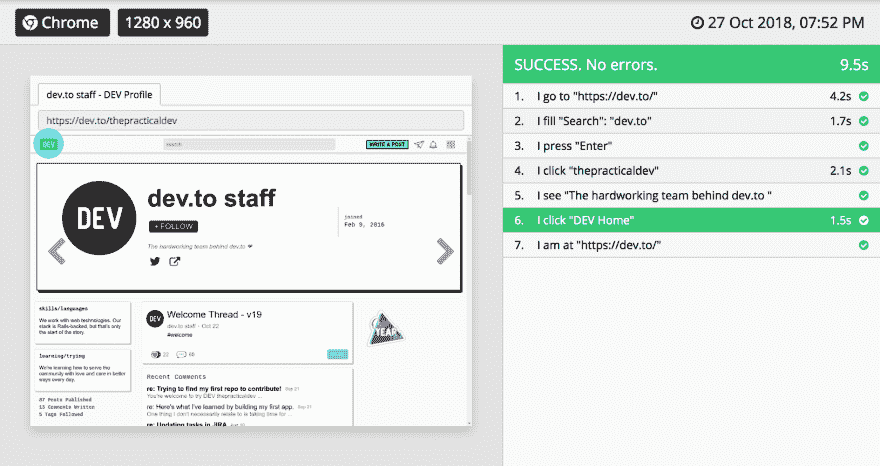 Chrome
1280 x 960
27 Oct 2018, 07:52 PM
dev.to staff - DEV Profile
https://dev.to/thepracticaldev
DEV
search
WRITE A POST
DEV
dev.to staff
+ FOLLOW
The hardworking team behind dev.to ❤
joined
Feb 9, 2016
skills/languages
We work with web technologies. Our
stack is Rails-backed, but that's only
the start of the story.
learning/trying
We're learning how to serve the
community with love and care in better
ways every day.
87 Posts Published
13 Comments Written
5 Tags Followed
DEV
Welcome Thread - v19
dev.to staff · Oct 22
#welcome
22
Recent Comments
re: Trying to find my first repo to contribute! Sep 27
You're welcome to try DEV thepracticaldev ...
re: Here's what I've learned by building my first app. Sep 21
One thing I don't necessarily relate to is taking time for ...
re: Updating tasks in JIRA
YEAR
SUCCESS. No errors. 9.5s
1. I go to "https://dev.to/" 4.2s
2. I fill "Search": "dev.to" 1.7s
3. I press "Enter"
4. I click "thepracticaldev" 2.1s
5. I see "The hardworking team behind dev.to "
6. I click "DEV Home" 1.5s
7. I am at "https://dev.to/"